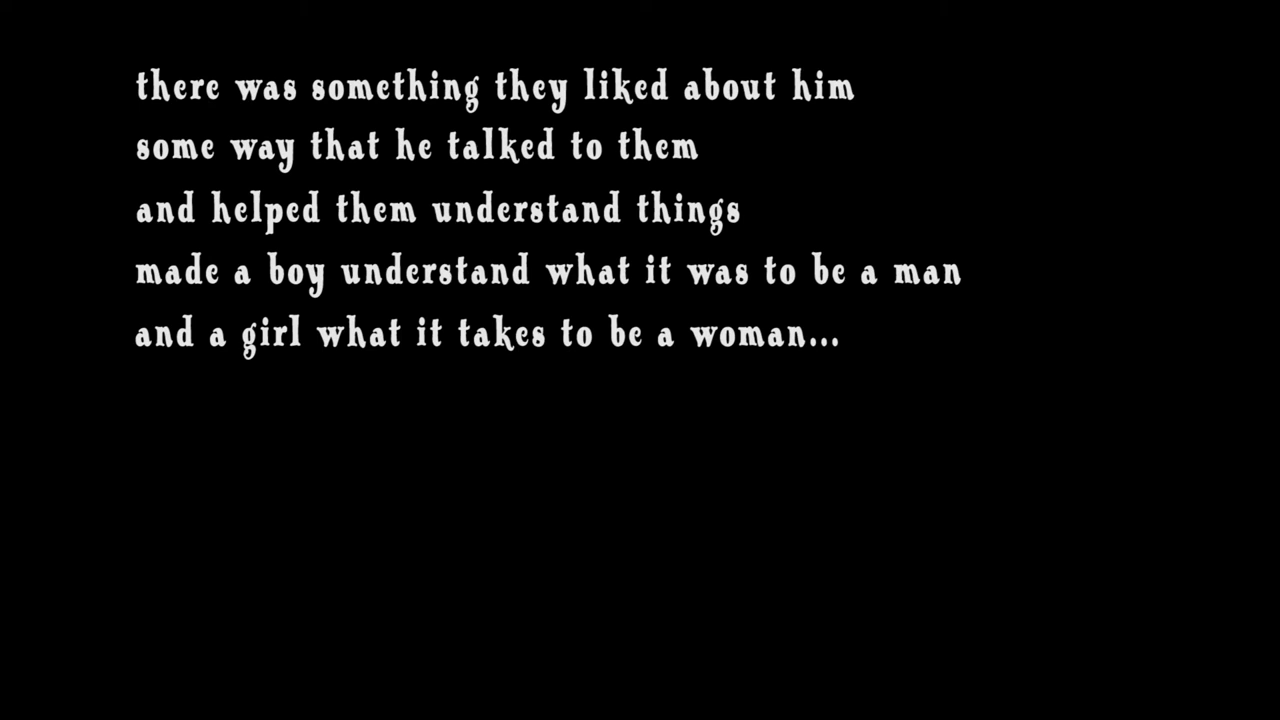 there was something they liked about him
some way that he talked to them
and helped them understand things
made a boy understand what it was to be a man
and a girl what it takes to be a woman...